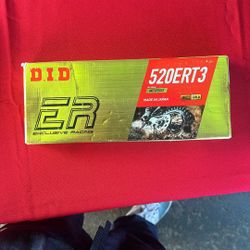 D.I.D
520ERT3
MADE IN JAPAN
ER
EXCLUSIVE RACING